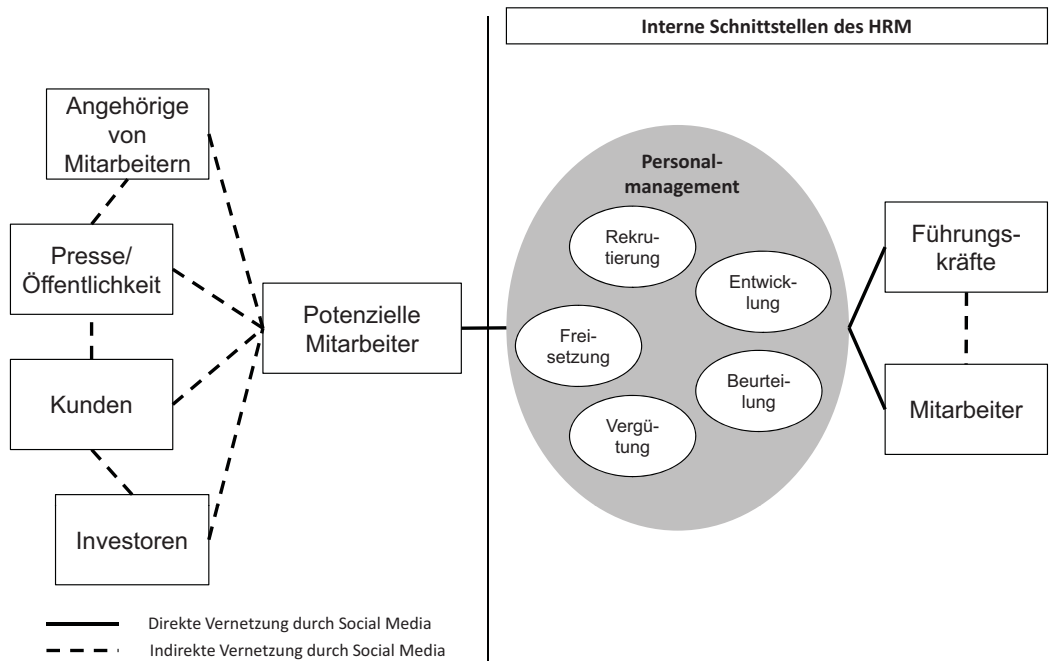 Interne Schnittstellen des HRM
Angehörige
von
Mitarbeitern
Presse/
Öffentlichkeit
Kunden
Investoren
Potenzielle
Mitarbeiter
Personal-
management
Rekru-
tierung
Entwick-
lung
Frei-
setzung
Beurtei-
lung
Vergü-
tung
Führungs-
kräfte
Mitarbeiter
Direkte Vernetzung durch Social Media
Indirekte Vernetzung durch Social Media